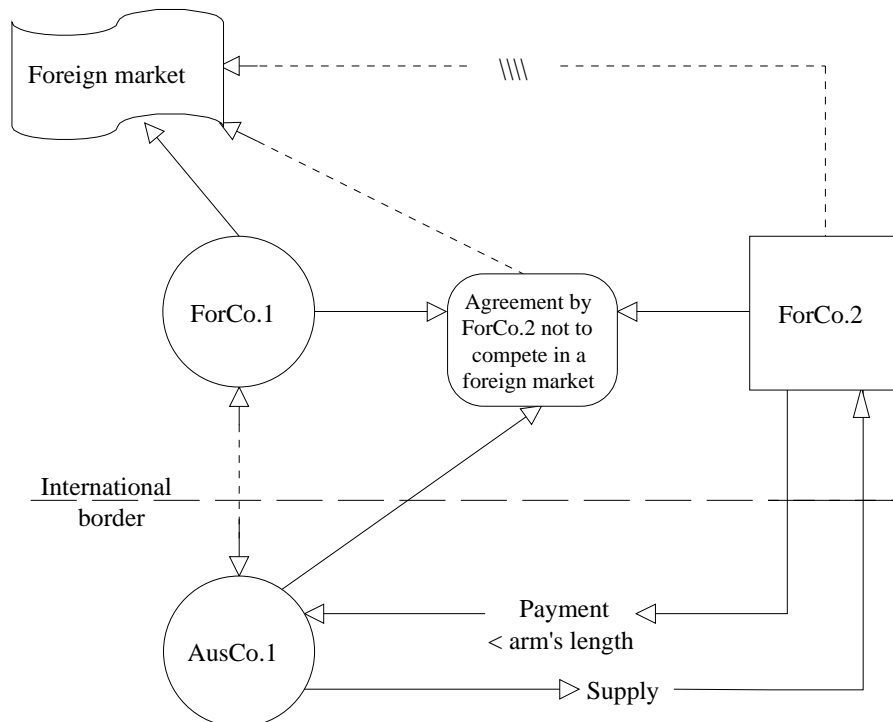 Foreign market
ForCo.1
Agreement by
ForCo.2 not to
compete in a
foreign market
ForCo.2
International
border
Payment
< arm's length
AusCo.1
Supply